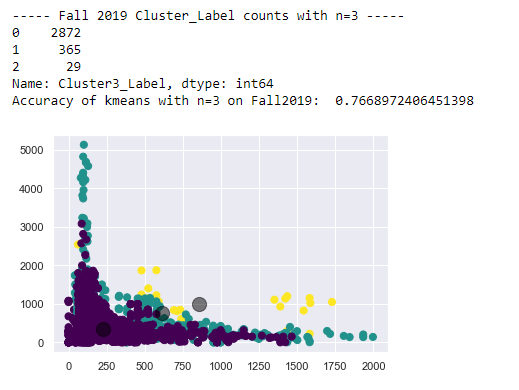 ----- Fall 2019 Cluster_Label counts with n=3 -----
0    2872
1     365
2      29
Name: Cluster3_Label, dtype: int64
Accuracy of kmeans with n=3 on Fall2019:  0.7668972406451398
5000
4000
3000
2000
1000
0
0 250 500 750 1000 1250 1500 1750 2000